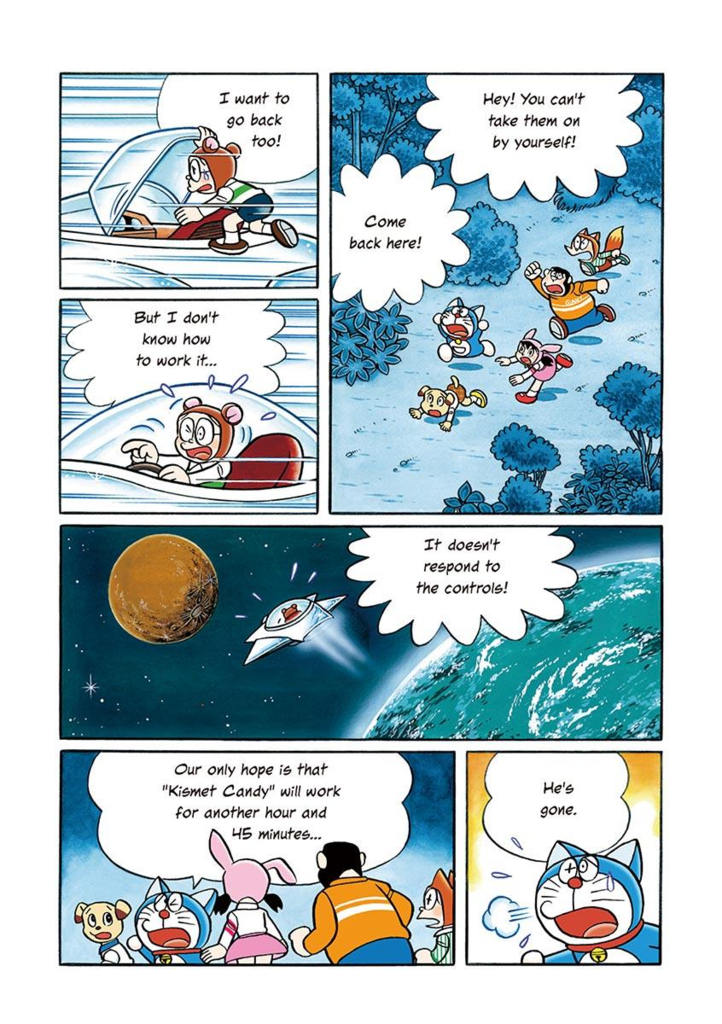 I want to
go back
too!
Hey! You can't
take them on
by yourself!
Come
back here!
But I don't
know how
to work it...
It doesn't
respond to
the controls!
Our only hope is that
"Kismet Candy" will work
for another hour and
45 minutes...
He's
gone.